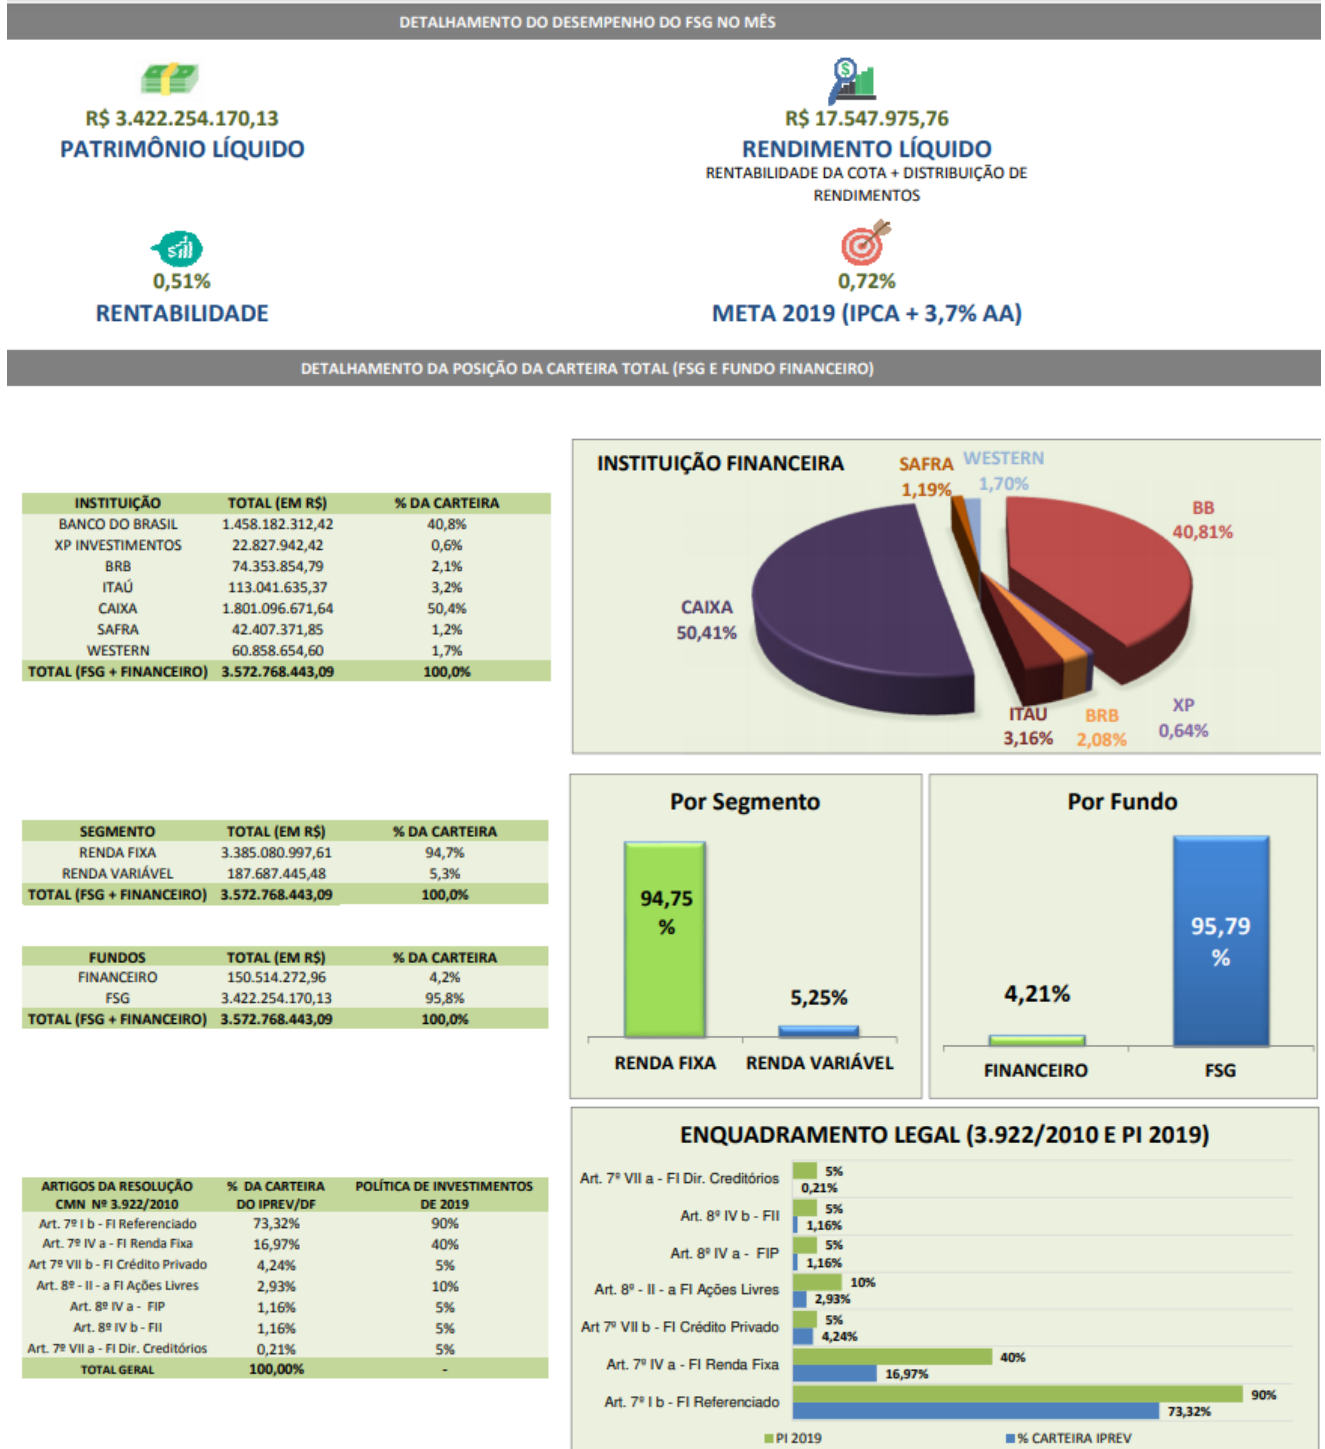 DETALHAMENTO DO DESEMPENHO DO FSG NO MÊS
R$ 3.422.254.170,13
PATRIMÔNIO LÍQUIDO
R$ 17.547.975,76
RENDIMENTO LÍQUIDO
RENTABILIDADE DA COTA + DISTRIBUIÇÃO DE
RENDIMENTOS
0,51%
RENTABILIDADE
0,72%
META 2019 (IPCA + 3,7% AA)
DETALHAMENTO DA POSIÇÃO DA CARTEIRA TOTAL (FSG E FUNDO FINANCEIRO)
INSTITUIÇÃO TOTAL (EM R$) % DA CARTEIRA
BANCO DO BRASIL 1.458.182.312,42 40,8%
XP INVESTIMENTOS 22.827.942,42 0,6%
BRB 74.353.854,79 2,1%
ITAÚ 113.041.635,37 3,2%
CAIXA 1.801.096.671,64 50,4%
SAFRA 42.407.371,85 1,2%
WESTERN 60.858.654,60 1,7%
TOTAL (FSG + FINANCEIRO) 3.572.768.443,09 100,0%
INSTITUIÇÃO FINANCEIRA
SAFRA
1,19%
WESTERN
1,70%
BB
40,81%
CAIXA
50,41%
ITAU
3,16%
BRB
2,08%
XP
0,64%
SEGMENTO TOTAL (EM R$) % DA CARTEIRA
RENDA FIXA 3.385.080.997,61 94,7%
RENDA VARIÁVEL 187.687.445,48 5,3%
TOTAL (FSG + FINANCEIRO) 3.572.768.443,09 100,0%
FUNDOS TOTAL (EM R$) % DA CARTEIRA
FINANCEIRO 150.514.272,96 4,2%
FSG 3.422.254.170,13 95,8%
TOTAL (FSG + FINANCEIRO) 3.572.768.443,09 100,0%
Por Segmento
94,75
%
5,25%
RENDA FIXA RENDA VARIÁVEL
Por Fundo
4,21%
95,79
%
FINANCEIRO FSG
ARTIGOS DA RESOLUÇÃO % DA CARTEIRA POLÍTICA DE INVESTIMENTOS
CMN Nº 3.922/2010 DO IPREV/DF DE 2019
Art. 7º I b - FI Referenciado 73,32% 90%
Art. 7º IV a - FI Renda Fixa 16,97% 40%
Art 7º VII b - FI Crédito Privado 4,24% 5%
Art. 8º - II - a FI Ações Livres 2,93% 10%
Art. 8º IV a - FIP 1,16% 5%
Art. 8º IV b - FII 1,16% 5%
Art. 7º VII a - FI Dir. Creditórios 0,21% 5%
TOTAL GERAL 100,00% -
ENQUADRAMENTO LEGAL (3.922/2010 E PI 2019)
Art. 7º VII a - FI Dir. Creditórios 5%
0,21%
Art. 8º IV b - FII 5%
1,16%
Art. 8º IV a - FIP 5%
1,16%
Art. 8º - II - a FI Ações Livres 10%
2,93%
Art 7º VII b - FI Crédito Privado 5%
4,24%
Art. 7º IV a - FI Renda Fixa 40%
16,97%
Art. 7º I b - FI Referenciado 90%
73,32%
PI 2019 % CARTEIRA IPREV